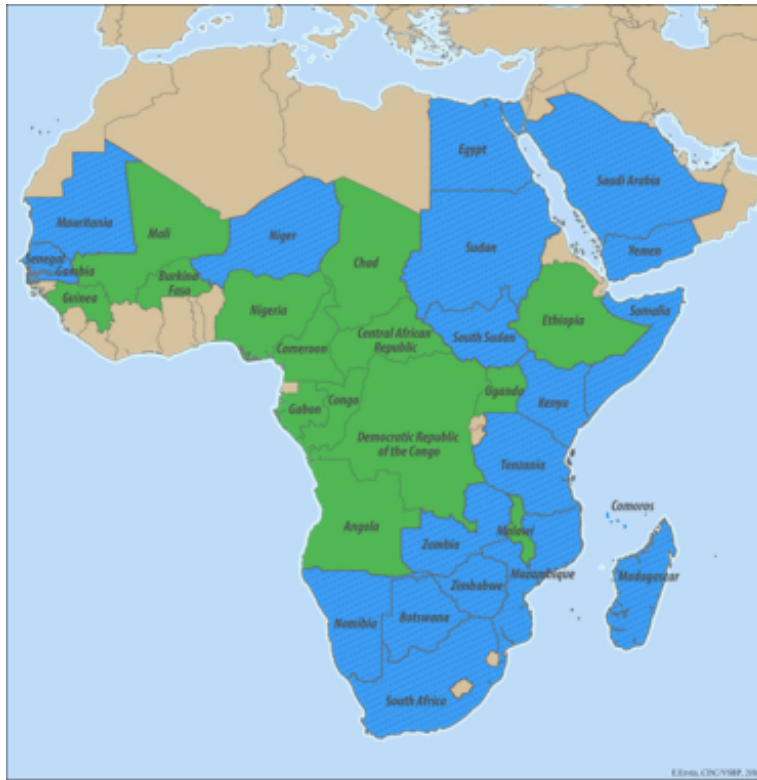 Egypt
Saudi Arabia
Mauritania
Mali
Niger
Sudan
Yemen
Chad
Senegal
Gambia
Burkina
Faso
Guinea
Nigeria
Ethiopia
Somalia
Central African
Republic
South Sudan
Cameroon
Uganda
Kenya
Gabon
Congo
Democratic Republic
of the Congo
Tanzania
Comoros
Angola
Malawi
Zambia
Mozambique
Madagascar
Zimbabwe
Namibia
Botswana
South Africa